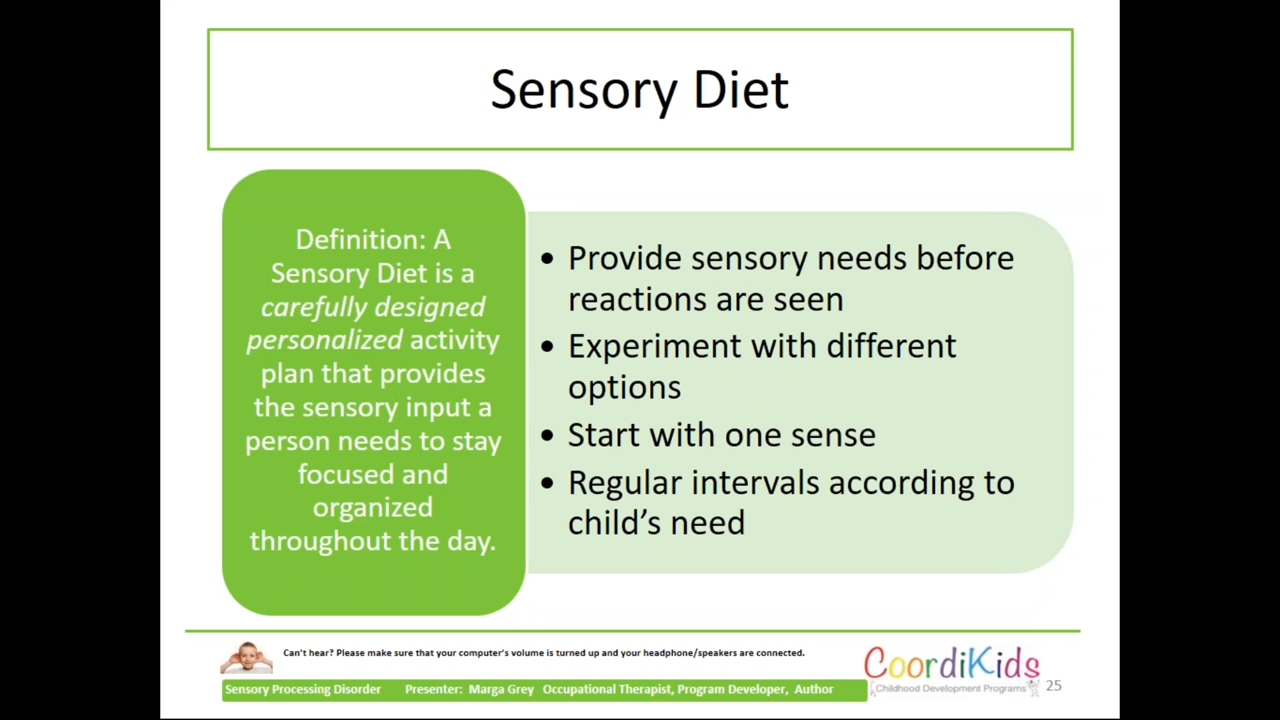 Sensory Diet
Definition: A
Sensory Diet is a
carefully designed
personalized activity
plan that provides
the sensory input a
person needs to stay
focused and
organized
throughout the day.
• Provide sensory needs before
reactions are seen
• Experiment with different
options
• Start with one sense
• Regular intervals according to
child’s need
Can’t hear? Please make sure that your computer’s volume is turned up and your headphone/speakers are connected.
Sensory Processing Disorder Presenter: Marga Grey Occupational Therapist, Program Developer, Author
CoordiKids
Childhood Development Programs
25